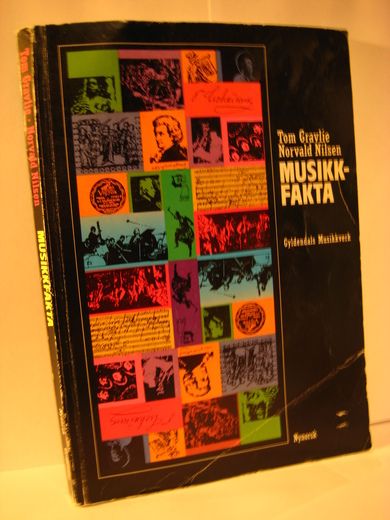 Tom Gravlie · Norvald Nilsen
MUSIKKFAKTA
Tom Gravlie
Norvald Nilsen
MUSIKK-
FAKTA
Gyldendals Musikkverk
Nynorsk